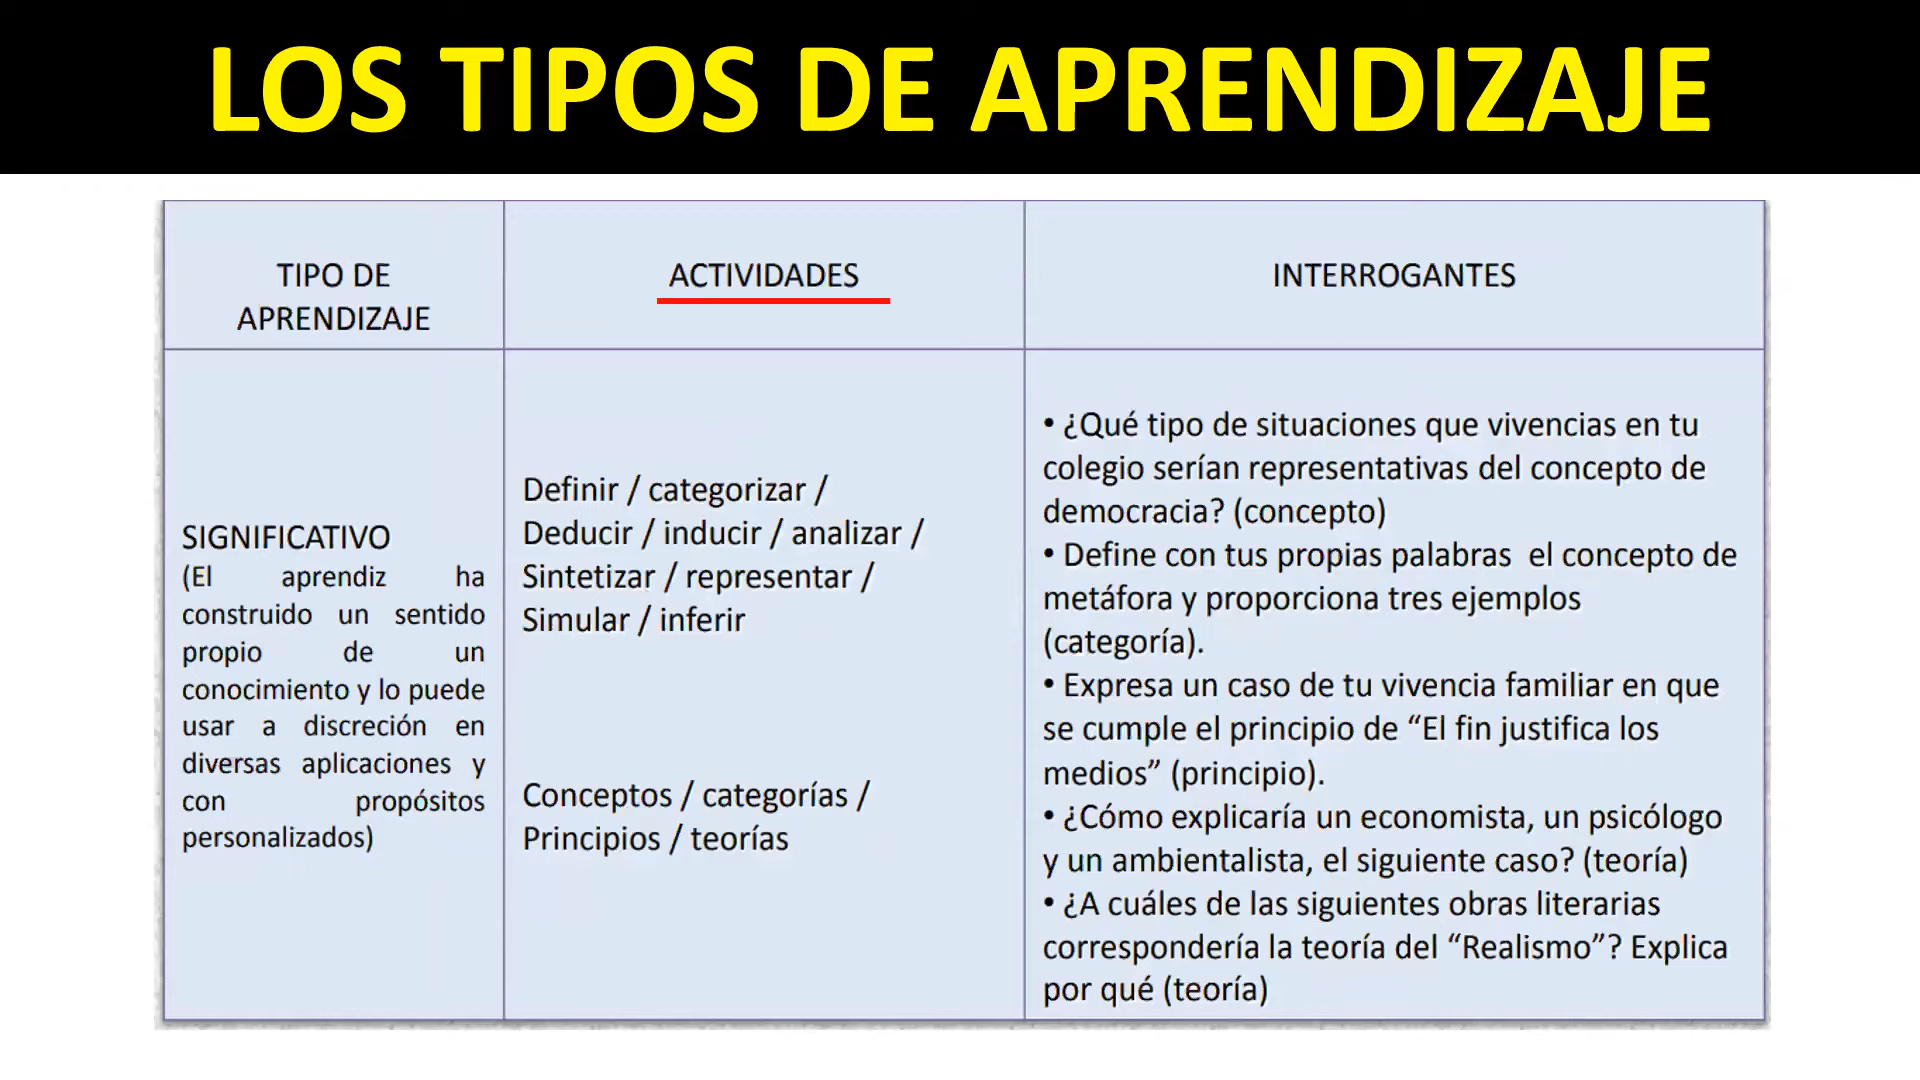 LOS TIPOS DE APRENDIZAJE
TIPO DE
APRENDIZAJE
ACTIVIDADES
INTERROGANTES
SIGNIFICATIVO
(El aprendiz ha
construido un sentido
propio de un
conocimiento y lo puede
usar a discreción en
diversas aplicaciones y
con propósitos
personalizados)
Definir / categorizar /
Deducir / inducir / analizar /
Sintetizar / representar /
Simular / inferir
Conceptos / categorías /
Principios / teorías
• ¿Qué tipo de situaciones que vivencias en tu
colegio serían representativas del concepto de
democracia? (concepto)
• Define con tus propias palabras el concepto de
metáfora y proporciona tres ejemplos
(categoría).
• Expresa un caso de tu vivencia familiar en que
se cumple el principio de “El fin justifica los
medios” (principio).
• ¿Cómo explicaría un economista, un psicólogo
y un ambientalista, el siguiente caso? (teoría)
• ¿A cuáles de las siguientes obras literarias
correspondería la teoría del “Realismo”? Explica
por qué (teoría)